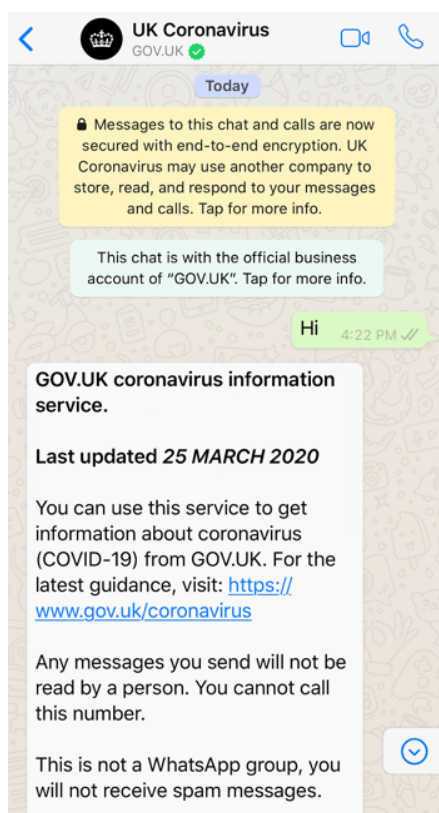 UK Coronavirus
GOV.UK
Today
Messages to this chat and calls are now
secured with end-to-end encryption. UK
Coronavirus may use another company to
store, read, and respond to your messages
and calls. Tap for more info.
This chat is with the official business
account of “GOV.UK”. Tap for more info.
Hi
4:22 PM
GOV.UK coronavirus information
service.
Last updated 25 MARCH 2020
You can use this service to get
information about coronavirus
(COVID-19) from GOV.UK. For the
latest guidance, visit: https://
www.gov.uk/coronavirus
Any messages you send will not be
read by a person. You cannot call
this number.
This is not a WhatsApp group, you
will not receive spam messages.